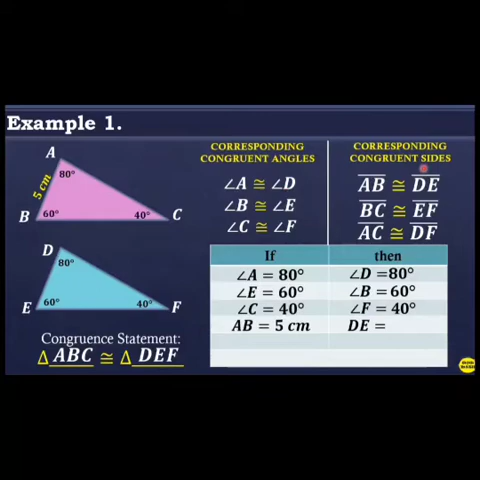 Example 1.
A
80°
5 cm
B
60°
40°
C
D
80°
E
60°
40°
F
Congruence Statement:
Δ ABC ≅ Δ DEF
CORRESPONDING
CONGRUENT ANGLES
∠A ≅ ∠D
∠B ≅ ∠E
∠C ≅ ∠F
CORRESPONDING
CONGRUENT SIDES
AB ≅ DE
BC ≅ EF
AC ≅ DF
If then
∠A = 80° ∠D =80°
∠E = 60° ∠B = 60°
∠C = 40° ∠F = 40°
AB = 5 cm DE =